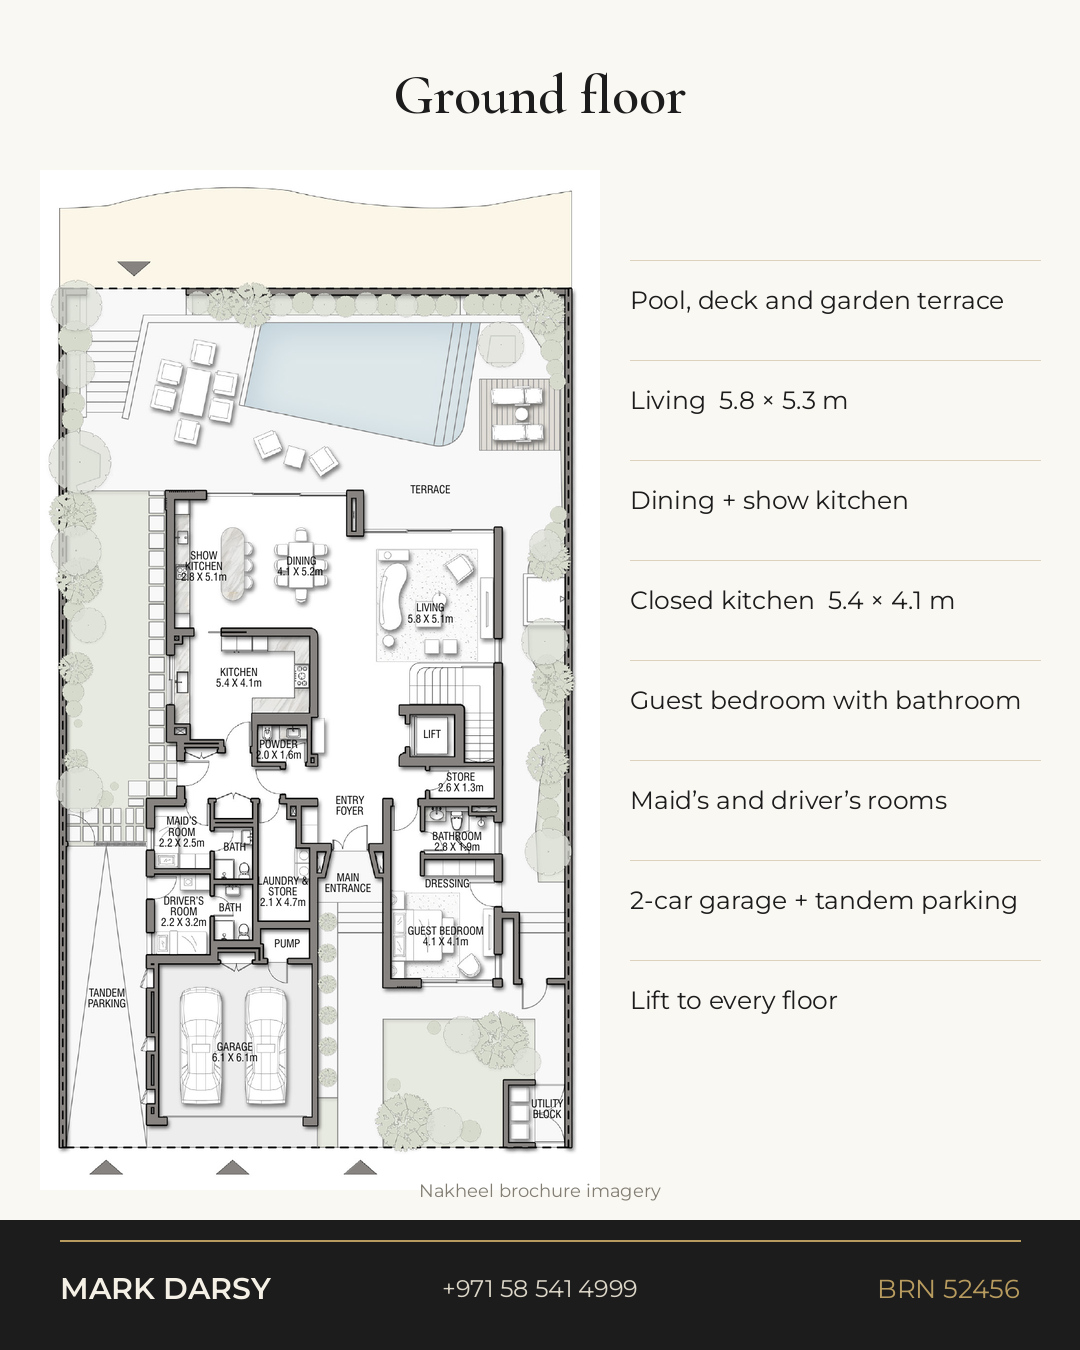 Ground floor
TERRACE
SHOW
KITCHEN
2.8 X 5.1m
DINING
4.1 X 5.2m
LIVING
5.8 X 5.1m
KITCHEN
5.4 X 4.1m
POWDER
2.0 X 1.6m
LIFT
STORE
2.6 X 1.3m
ENTRY
FOYER
MAID'S
ROOM
2.2 X 2.5m
BATH
BATHROOM
2.8 X 1.9m
MAIN
ENTRANCE
DRESSING
LAUNDRY &
STORE
2.1 X 4.7m
DRIVER'S
ROOM
2.2 X 3.2m
BATH
GUEST BEDROOM
4.1 X 4.1m
PUMP
TANDEM
PARKING
GARAGE
6.1 X 6.1m
UTILITY
BLOCK
Pool, deck and garden terrace
Living 5.8 × 5.3 m
Dining + show kitchen
Closed kitchen 5.4 × 4.1 m
Guest bedroom with bathroom
Maid’s and driver’s rooms
2-car garage + tandem parking
Lift to every floor
Nakheel brochure imagery
MARK DARSY
+971 58 541 4999
BRN 52456